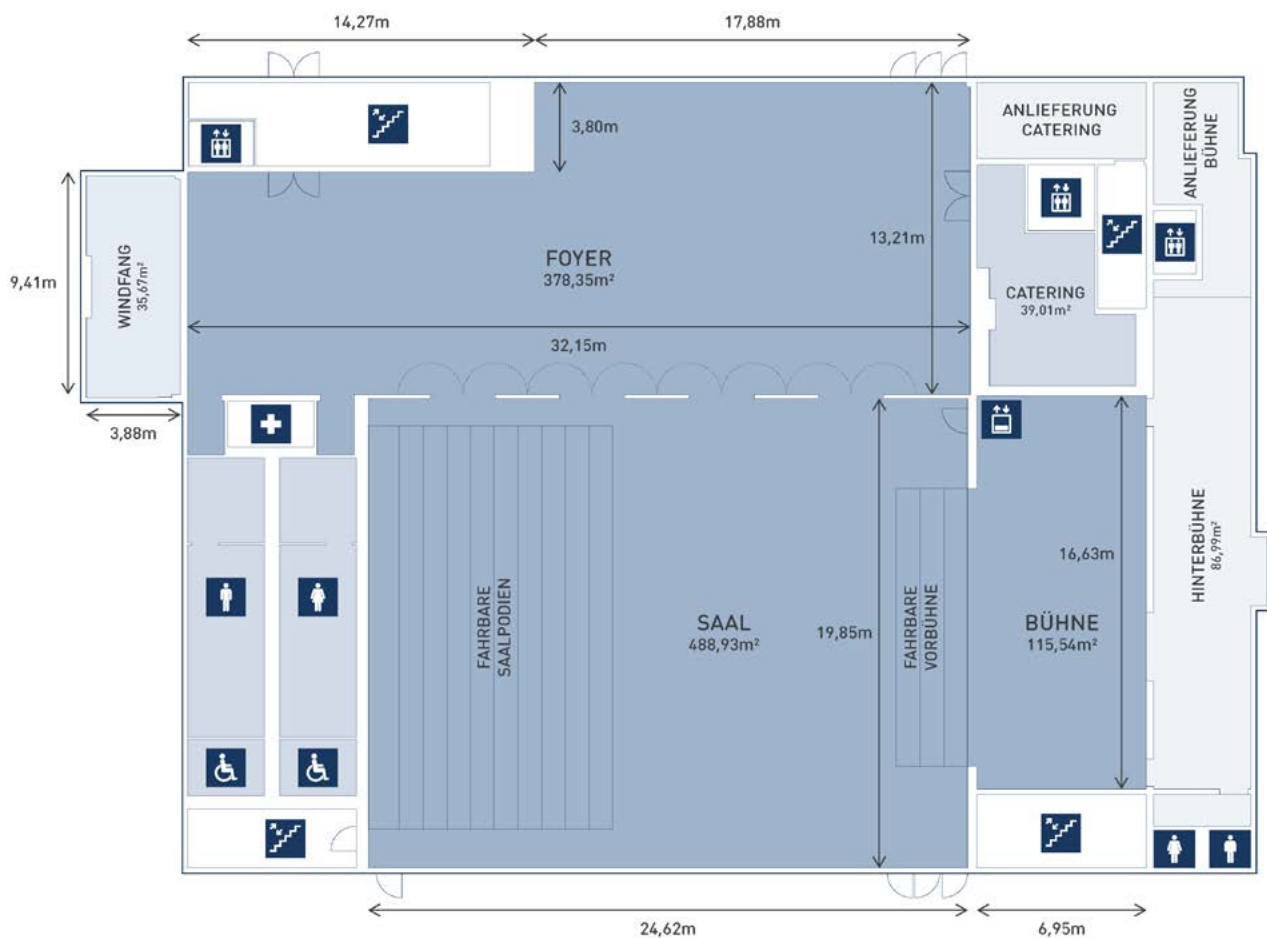 14,27m
17,88m
3,80m
ANLIEFERUNG
CATERING
ANLIEFERUNG
BÜHNE
9,41m
WINDFANG
35,67m²
FOYER
378,35m²
13,21m
CATERING
39,01m²
32,15m
3,88m
FAHRBARE
SAALPODIEN
SAAL
488,93m²
19,85m
FAHRBARE
VORBÜHNE
BÜHNE
115,54m²
16,63m
HINTERBÜHNE
86,99m²
24,62m
6,95m